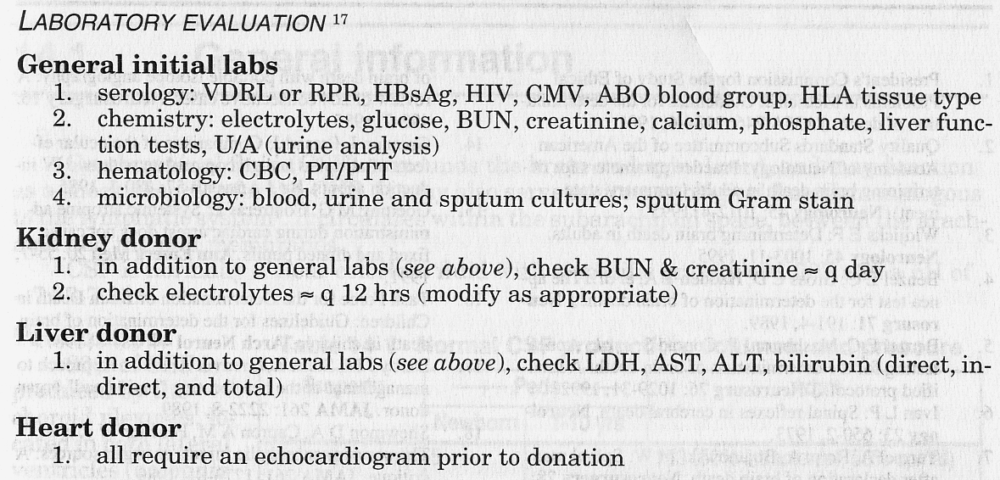 LABORATORY EVALUATION 17
General initial labs
1. serology: VDRL or RPR, HBsAg, HIV, CMV, ABO blood group, HLA tissue type
2. chemistry: electrolytes, glucose, BUN, creatinine, calcium, phosphate, liver func-
tion tests, U/A (urine analysis)
3. hematology: CBC, PT/PTT
4. microbiology: blood, urine and sputum cultures; sputum Gram stain
Kidney donor
1. in addition to general labs (see above), check BUN & creatinine ≈ q day
2. check electrolytes ≈ q 12 hrs (modify as appropriate)
Liver donor
1. in addition to general labs (see above), check LDH, AST, ALT, bilirubin (direct, in-
direct, and total)
Heart donor
1. all require an echocardiogram prior to donation